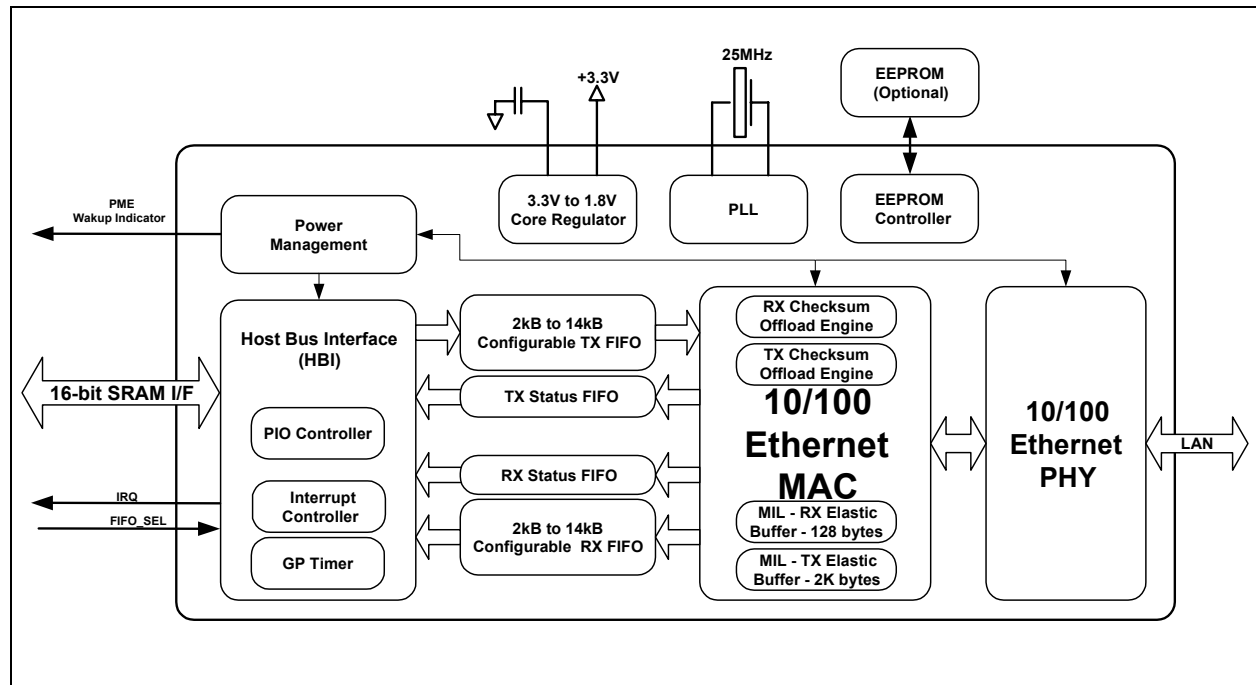 25MHz
+3.3V
EEPROM
(Optional)
3.3V to 1.8V
Core Regulator
PLL
EEPROM
Controller
PME
Wakup Indicator
Power
Management
Host Bus Interface
(HBI)
2kB to 14kB
Configurable TX FIFO
RX Checksum
Offload Engine
TX Checksum
Offload Engine
16-bit SRAM I/F
TX Status FIFO
10/100
Ethernet
MAC
10/100
Ethernet
PHY
LAN
PIO Controller
RX Status FIFO
IRQ
FIFO_SEL
Interrupt
Controller
GP Timer
2kB to 14kB
Configurable RX FIFO
MIL - RX Elastic
Buffer - 128 bytes
MIL - TX Elastic
Buffer - 2K bytes